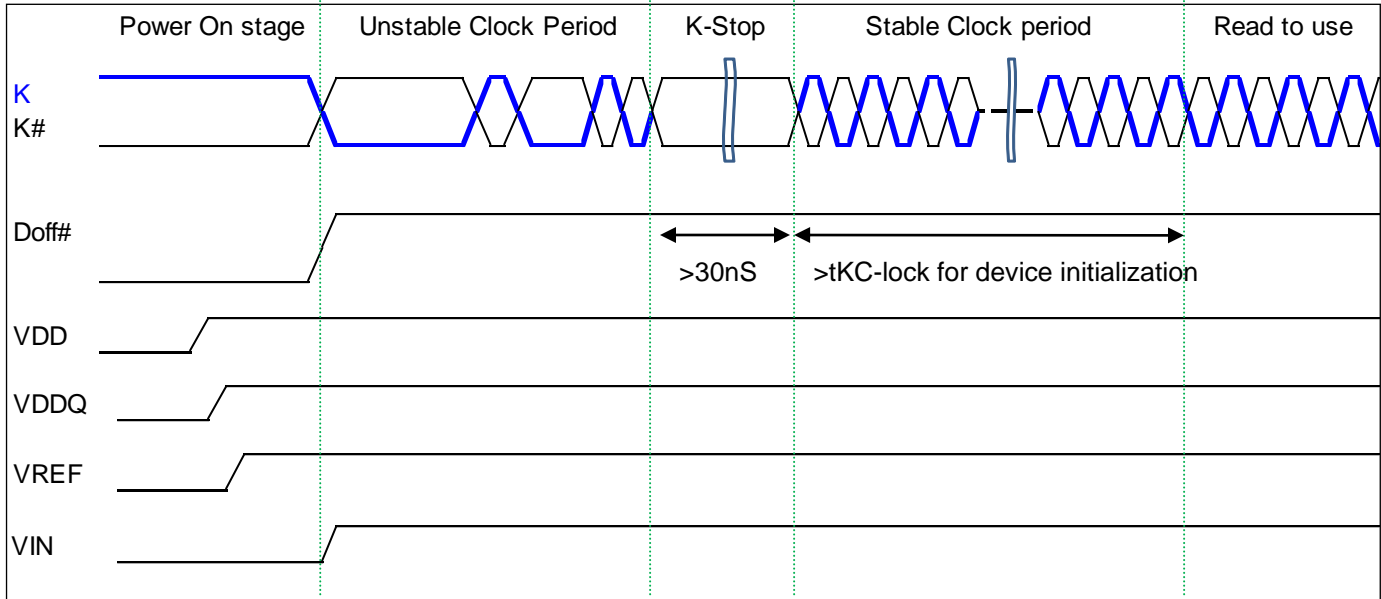 Power On stage Unstable Clock Period K-Stop Stable Clock period Read to use
K
K#
Doff#
>30nS >tKC-lock for device initialization
VDD
VDDQ
VREF
VIN